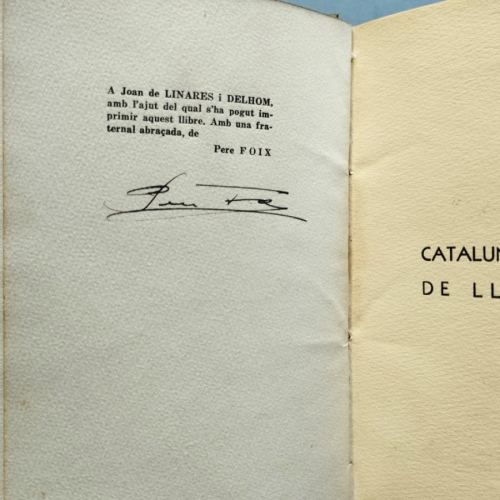 A Joan de LINARES i DELHOM,
amb l'ajut del qual s'ha pogut im-
primir aquest llibre. Amb una fra-
ternal abraçada, de
Pere FOIX
CATALUN
DE LL